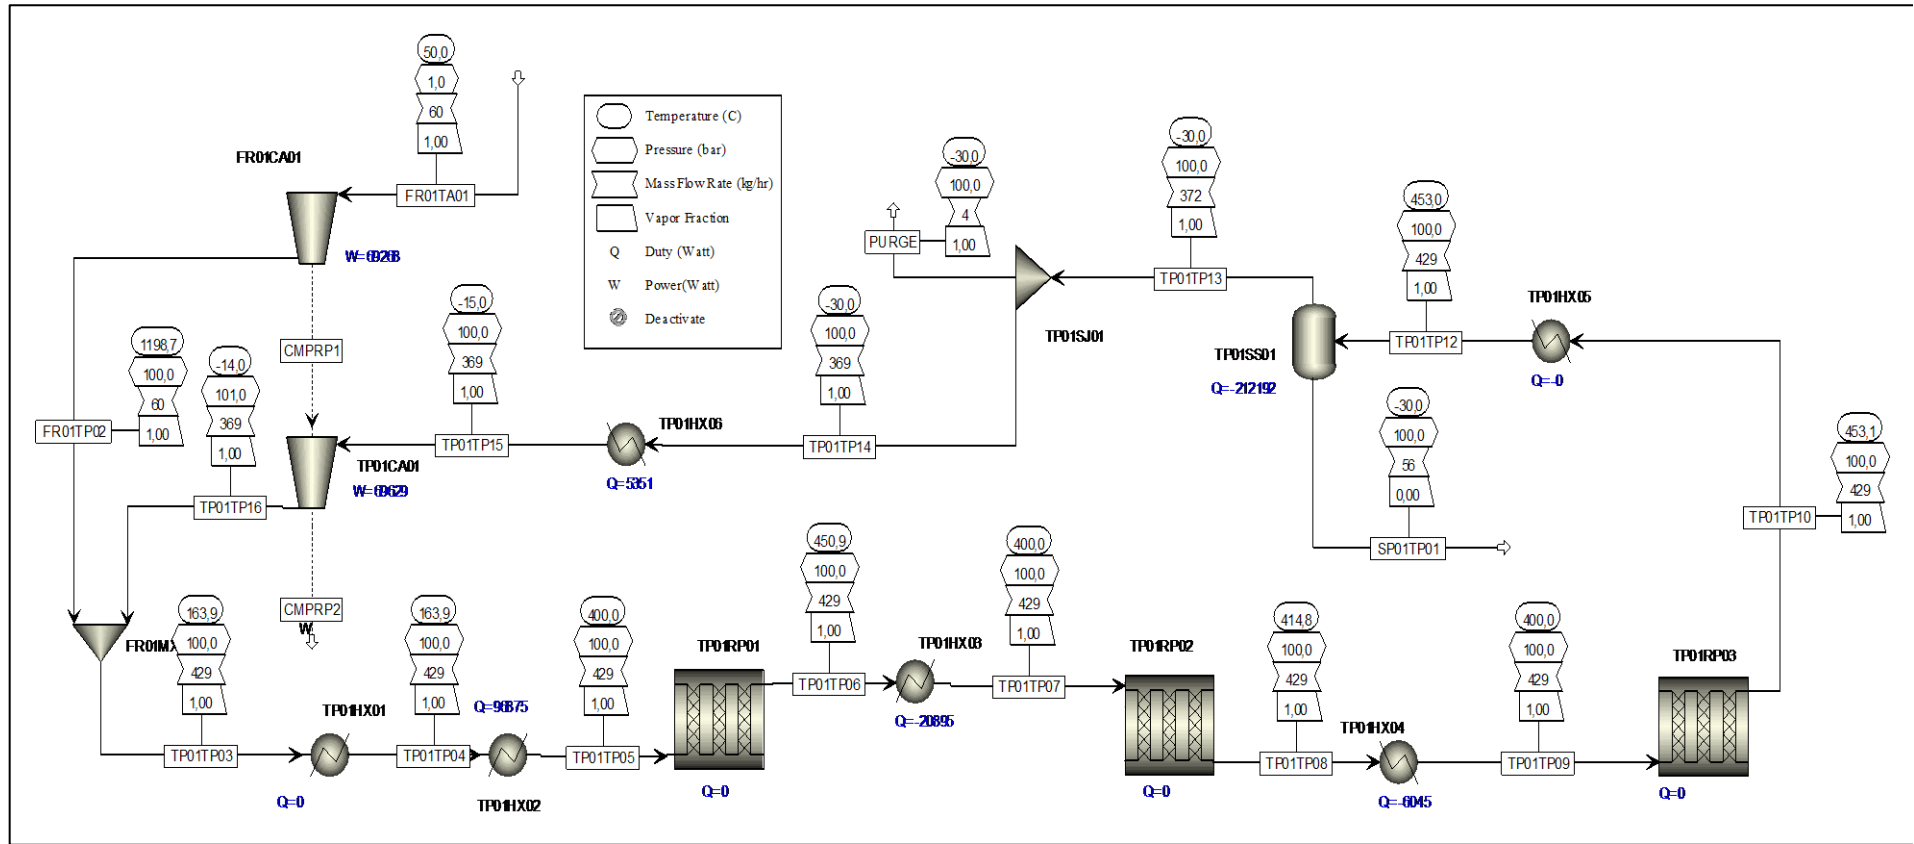 50,0
1,0
60
1,00
FR01TA01
FR01CA01
W=69268
Temperature (C)
Pressure (bar)
Mass Flow Rate (kg/hr)
Vapor Fraction
Q Duty (Watt)
W Power(Watt)
Deactivate
-30,0
100,0
4
1,00
PURGE
-30,0
100,0
372
1,00
TP01TP13
TP01SJ01
453,0
100,0
429
1,00
TP01TP12
TP01HX05
Q=-0
TP01SS01
Q=-212192
-30,0
100,0
56
0,00
SP01TP01
453,1
100,0
429
1,00
TP01TP10
CMPRP1
1198,7
100,0
60
1,00
FR01TP02
-14,0
101,0
369
1,00
TP01TP16
-15,0
100,0
369
1,00
TP01TP15
TP01CA01
W=69629
TP01HX06
Q=5351
-30,0
100,0
369
1,00
TP01TP14
CMPRP2
W
FR01MX
163,9
100,0
429
1,00
TP01TP03
TP01HX01
Q=0
163,9
100,0
429
1,00
TP01TP04
Q=96875
TP01HX02
400,0
100,0
429
1,00
TP01TP05
TP01RP01
Q=0
450,9
100,0
429
1,00
TP01TP06
TP01HX03
Q=-20895
400,0
100,0
429
1,00
TP01TP07
TP01RP02
Q=0
414,8
100,0
429
1,00
TP01TP08
TP01HX04
Q=-6045
400,0
100,0
429
1,00
TP01TP09
TP01RP03
Q=0